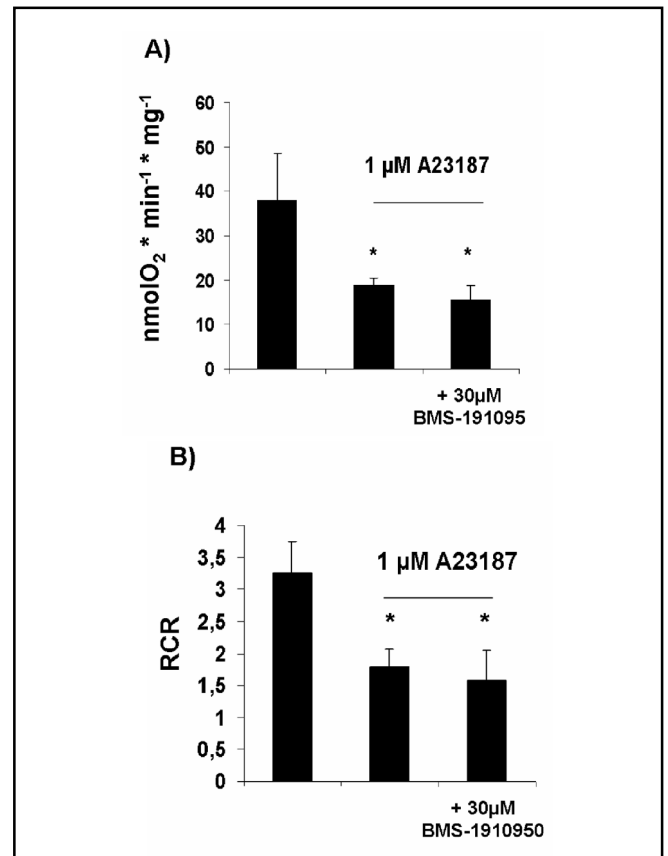 A)
nmolO₂ * min⁻¹ * mg⁻¹
60
50
40
30
20
10
0
1 µM A23187
*
*
+ 30µM
BMS-191095
B)
RCR
4
3,5
3
2,5
2
1,5
1
0,5
0
1 µM A23187
*
*
+ 30µM
BMS-1910950